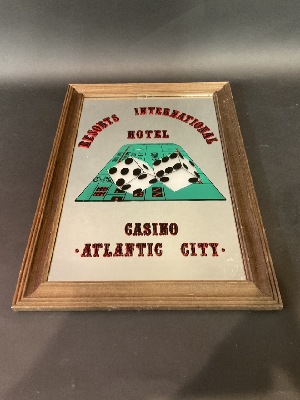 RESORTS INTERNATIONAL
HOTEL
CASINO
·ATLANTIC CITY·